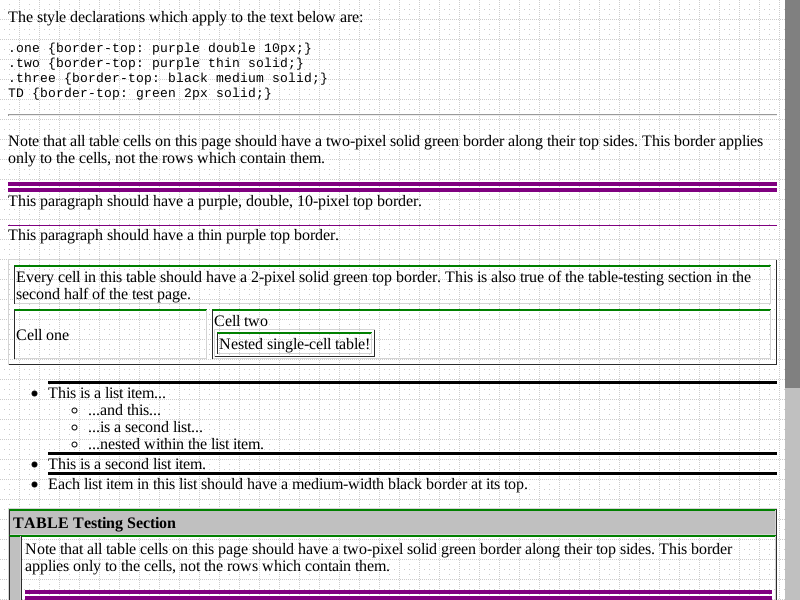 The style declarations which apply to the text below are:
.one {border-top: purple double 10px;}
.two {border-top: purple thin solid;}
.three {border-top: black medium solid;}
TD {border-top: green 2px solid;}
Note that all table cells on this page should have a two-pixel solid green border along their top sides. This border applies
only to the cells, not the rows which contain them.
This paragraph should have a purple, double, 10-pixel top border.
This paragraph should have a thin purple top border.
Every cell in this table should have a 2-pixel solid green top border. This is also true of the table-testing section in the
second half of the test page.
Cell one
Cell two
Nested single-cell table!
This is a list item...
...and this...
...is a second list...
...nested within the list item.
This is a second list item.
Each list item in this list should have a medium-width black border at its top.
TABLE Testing Section
Note that all table cells on this page should have a two-pixel solid green border along their top sides. This border
applies only to the cells, not the rows which contain them.